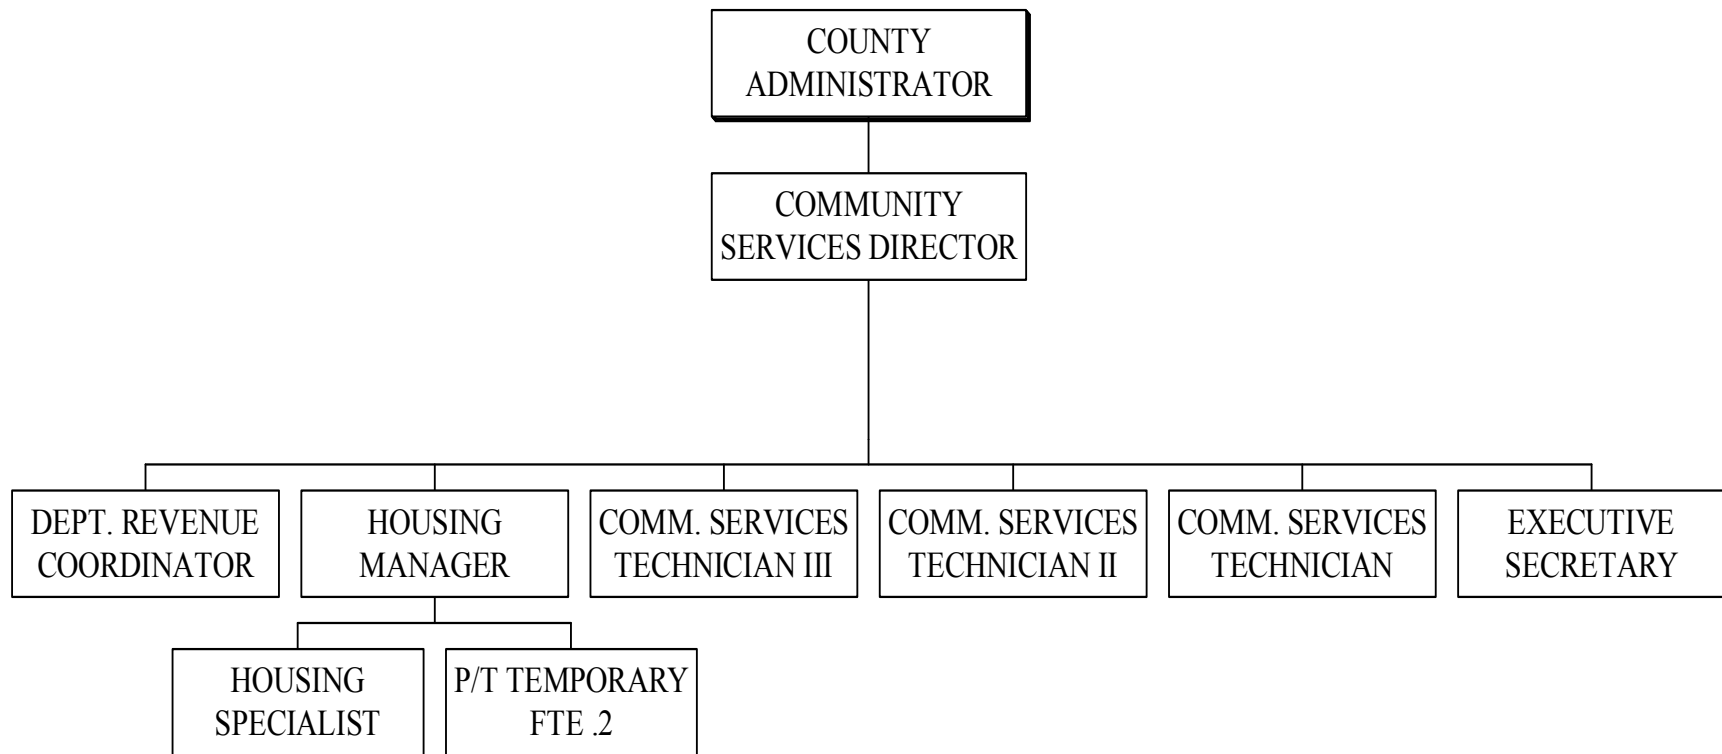 COUNTY
ADMINISTRATOR
COMMUNITY
SERVICES DIRECTOR
DEPT. REVENUE
COORDINATOR
HOUSING
MANAGER
COMM. SERVICES
TECHNICIAN III
COMM. SERVICES
TECHNICIAN II
COMM. SERVICES
TECHNICIAN
EXECUTIVE
SECRETARY
HOUSING
SPECIALIST
P/T TEMPORARY
FTE .2